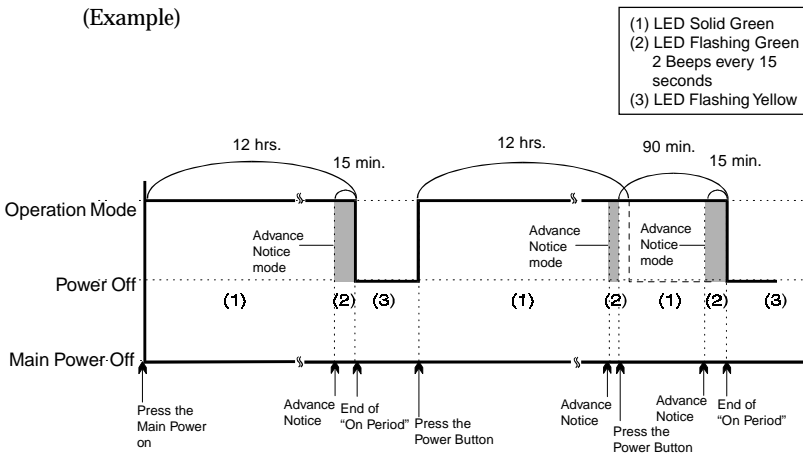 (Example)
(1) LED Solid Green
(2) LED Flashing Green
2 Beeps every 15
seconds
(3) LED Flashing Yellow
12 hrs.
15 min.
12 hrs.
90 min.
15 min.
Operation Mode
Advance
Notice
mode
Advance
Notice
mode
Advance
Notice
mode
Power Off
(1)
(2)
(3)
(1)
(2)
(1)
(2)
(3)
Main Power Off
Press the
Main Power
on
Advance
Notice
End of
“On Period”
Press the
Power Button
Advance
Notice
Press the
Power Button
Advance
Notice
End of
“On Period”